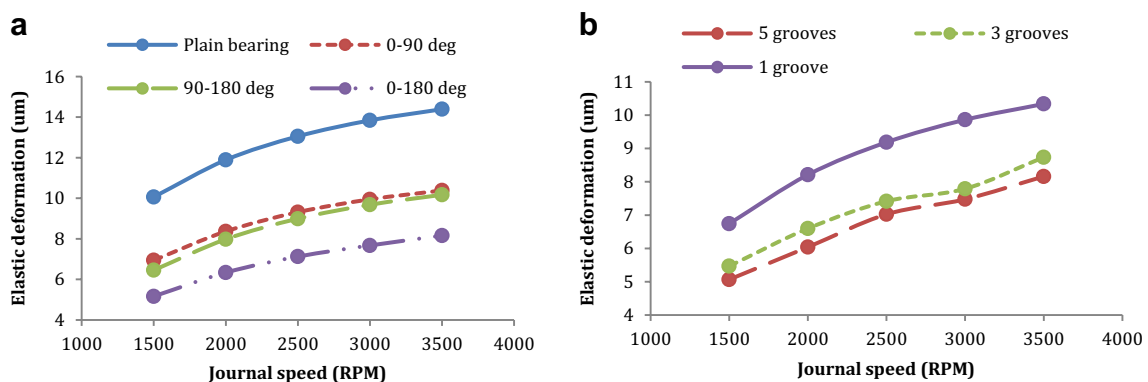 a
Plain bearing
0-90 deg
90-180 deg
0-180 deg
Elastic deformation (um)
16
14
12
10
8
6
4
1000 1500 2000 2500 3000 3500 4000
Journal speed (RPM)
b
5 grooves
3 grooves
1 groove
Elastic deformation (um)
11
10
9
8
7
6
5
4
1000 1500 2000 2500 3000 3500 4000
Journal speed (RPM)